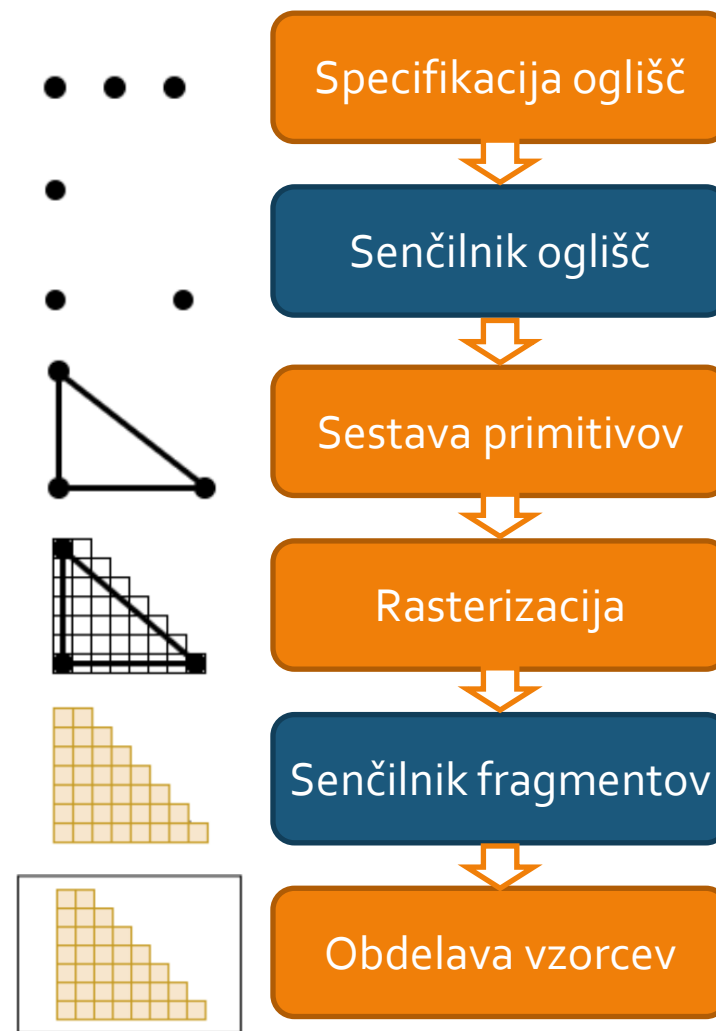 Specifikacija oglišč
Senčilnik oglišč
Sestava primitivov
Rasterizacija
Senčilnik fragmentov
Obdelava vzorcev